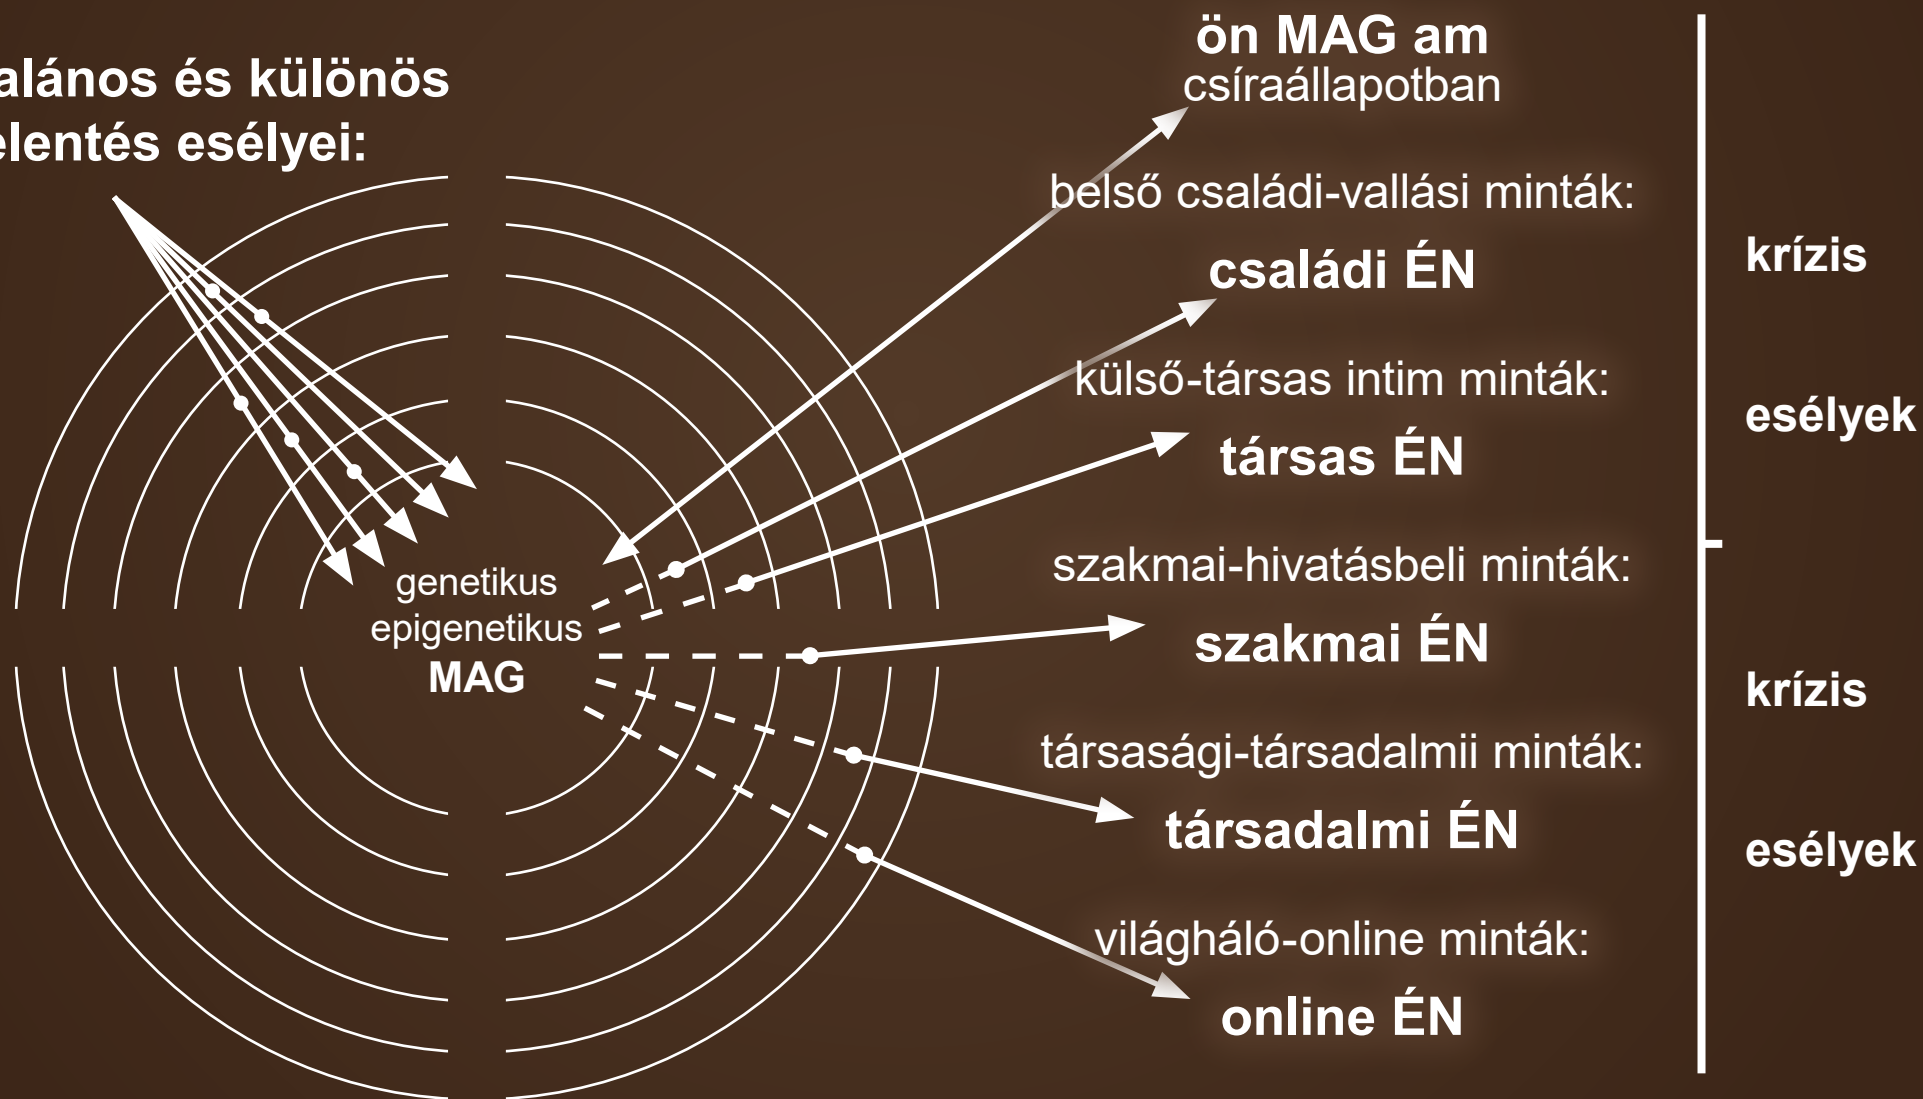 alános és különös
elentés esélyei:
genetikus
epigenetikus
MAG
ön MAG am
csíraállapotban
belső családi-vallási minták:
családi ÉN
külső-társas intim minták:
társas ÉN
szakmai-hivatásbeli minták:
szakmai ÉN
társasági-társadalmii minták:
társadalmi ÉN
világháló-online minták:
online ÉN
krízis
esélyek
krízis
esélyek